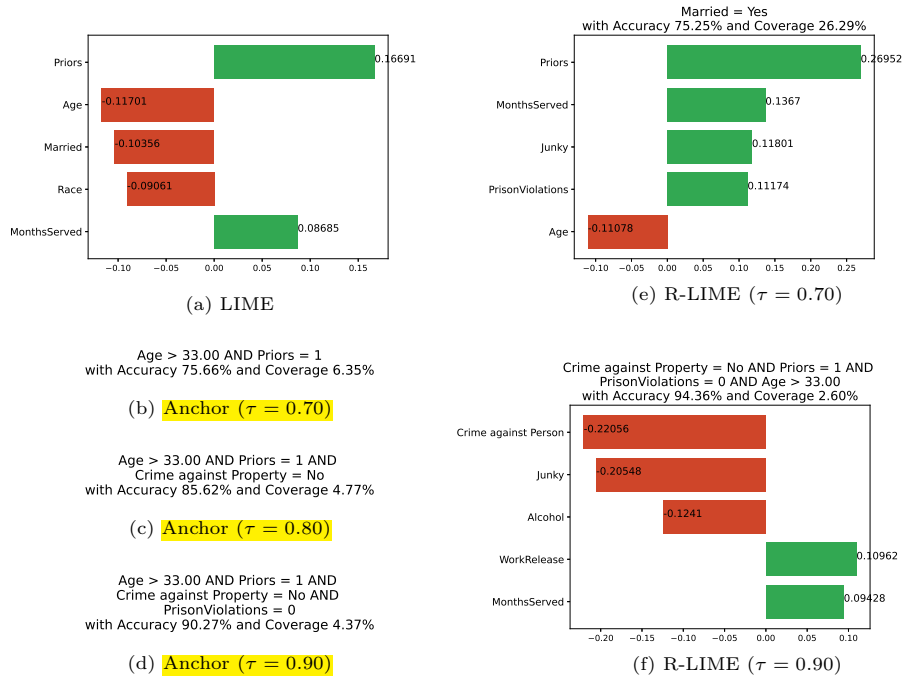 Priors
0.16691
Age
-0.11701
Married
-0.10356
Race
-0.09061
MonthsServed
0.08685
−0.10 −0.05 0.00 0.05 0.10 0.15
(a) LIME
Age > 33.00 AND Priors = 1
with Accuracy 75.66% and Coverage 6.35%
(b) Anchor (τ = 0.70)
Age > 33.00 AND Priors = 1 AND
Crime against Property = No
with Accuracy 85.62% and Coverage 4.77%
(c) Anchor (τ = 0.80)
Age > 33.00 AND Priors = 1 AND
Crime against Property = No AND
PrisonViolations = 0
with Accuracy 90.27% and Coverage 4.37%
(d) Anchor (τ = 0.90)
Married = Yes
with Accuracy 75.25% and Coverage 26.29%
Priors
0.26952
MonthsServed
0.1367
Junky
0.11801
PrisonViolations
0.11174
Age
-0.11078
−0.10 −0.05 0.00 0.05 0.10 0.15 0.20 0.25
(e) R-LIME (τ = 0.70)
Crime against Property = No AND Priors = 1 AND
PrisonViolations = 0 AND Age > 33.00
with Accuracy 94.36% and Coverage 2.60%
Crime against Person
-0.22056
Junky
-0.20548
Alcohol
-0.1241
WorkRelease
0.10962
MonthsServed
0.09428
−0.20 −0.15 −0.10 −0.05 0.00 0.05 0.10
(f) R-LIME (τ = 0.90)